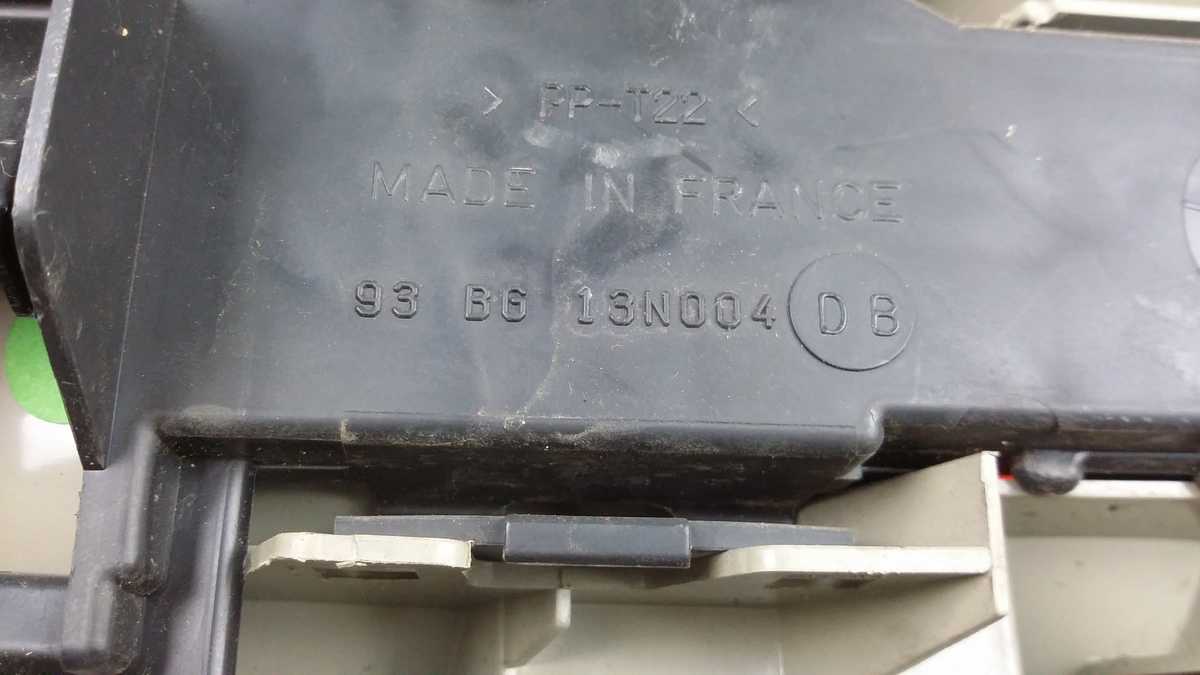 > PP-T22 <
MADE IN FRANCE
93 BG 13N004 DB